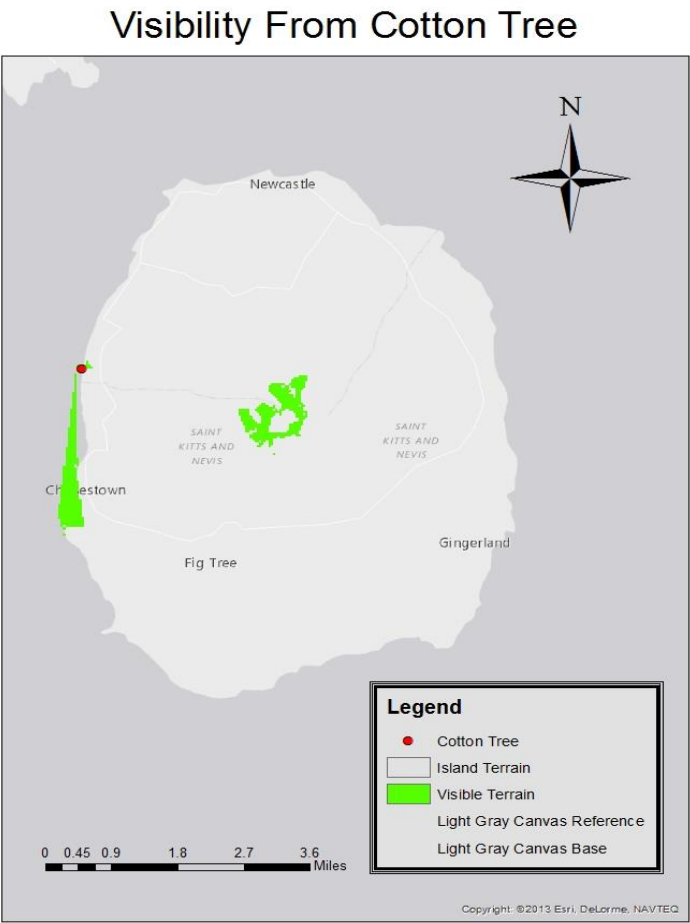 Visibility From Cotton Tree
N
Newcastle
SAINT
KITTS AND
NEVIS
SAINT
KITTS AND
NEVIS
Gingerland
Fig Tree
Legend
Cotton Tree
Island Terrain
Visible Terrain
Light Gray Canvas Reference
Light Gray Canvas Base
0 0.45 0.9 1.8 2.7 3.6
Miles
Copyright: ©2013 Esri, DeLorme, NAVTEQ